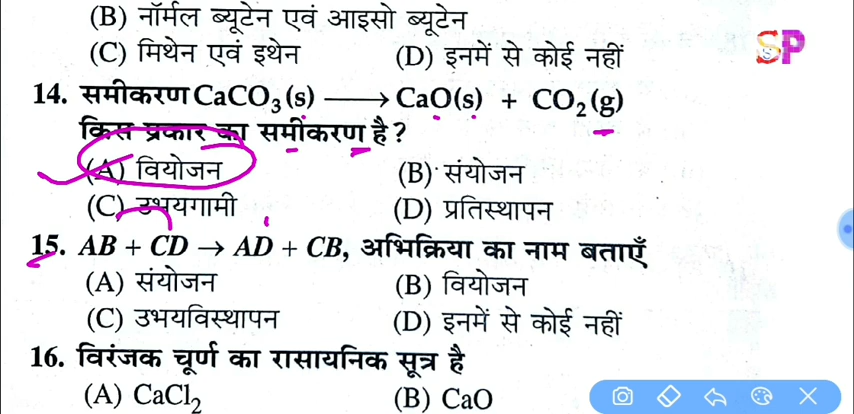 (B) नॉर्मल ब्यूटेन एवं आइसो ब्यूटेन
(C) मिथेन एवं इथेन (D) इनमें से कोई नहीं
SP
14. समीकरण CaCO₃(s) ⟶ CaO(s) + CO₂(g)
किस प्रकार का समीकरण है?
(A) वियोजन (B) संयोजन
(C) उभयगामी (D) प्रतिस्थापन
15. AB + CD → AD + CB, अभिक्रिया का नाम बताएँ
(A) संयोजन (B) वियोजन
(C) उभयविस्थापन (D) इनमें से कोई नहीं
16. विरंजक चूर्ण का रासायनिक सूत्र है
(A) CaCl₂ (B) CaO